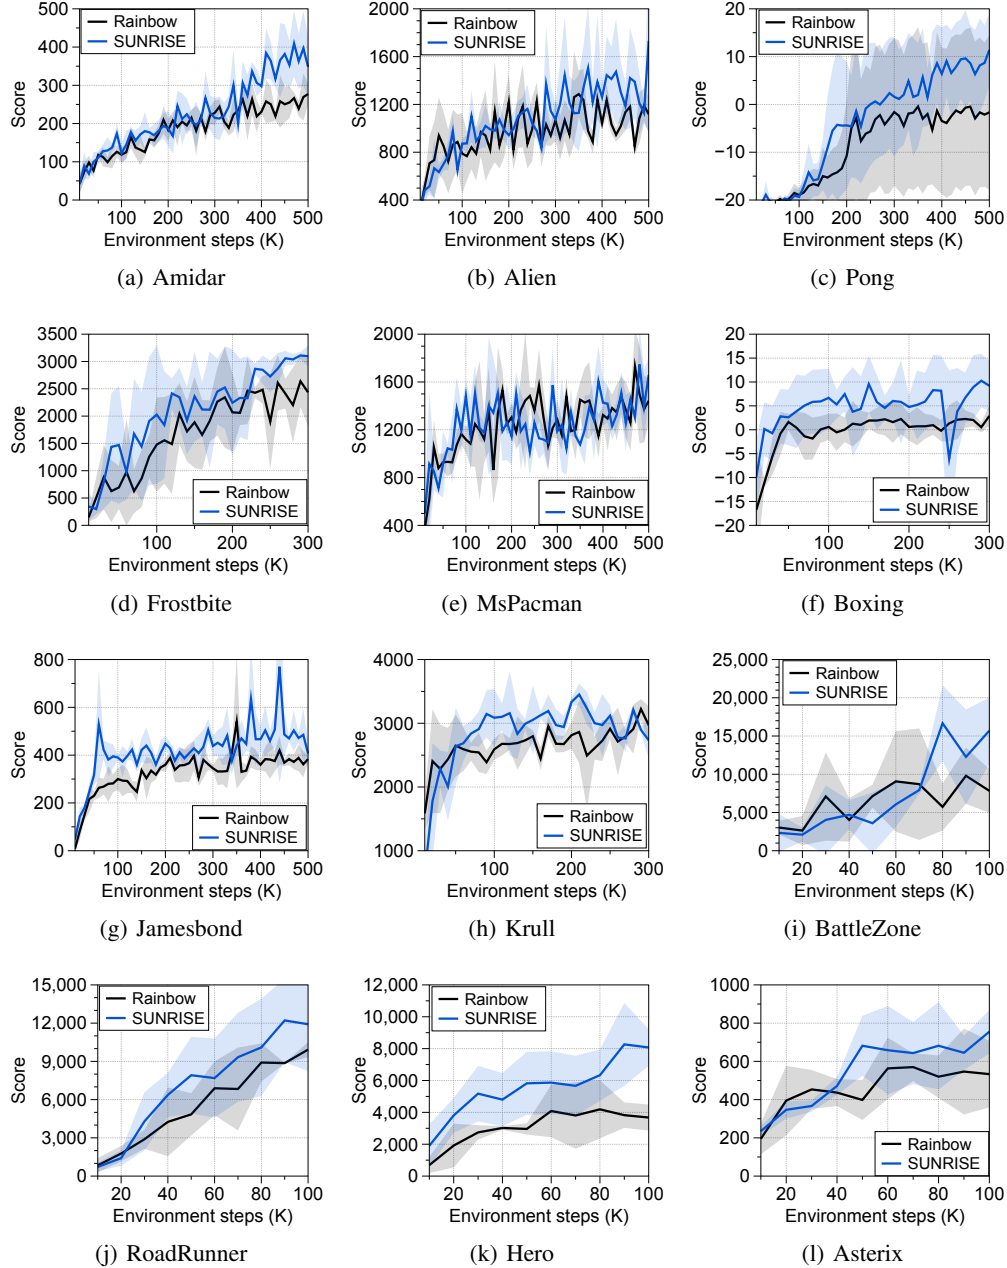 Score
500
400
300
200
100
0
Rainbow
SUNRISE
100 200 300 400 500
Environment steps (K)
(a) Amidar
Score
2000
1600
1200
800
400
Rainbow
SUNRISE
100 200 300 400 500
Environment steps (K)
(b) Alien
Score
20
10
0
−10
−20
Rainbow
SUNRISE
100 200 300 400 500
Environment steps (K)
(c) Pong
Score
3500
3000
2500
2000
1500
1000
500
0
Rainbow
SUNRISE
100 200 300
Environment steps (K)
(d) Frostbite
Score
2000
1600
1200
800
400
Rainbow
SUNRISE
100 200 300 400 500
Environment steps (K)
(e) MsPacman
Score
20
15
10
5
0
−5
−10
−15
−20
Rainbow
SUNRISE
100 200 300
Environment steps (K)
(f) Boxing
Score
800
600
400
200
0
Rainbow
SUNRISE
100 200 300 400 500
Environment steps (K)
(g) Jamesbond
Score
4000
3000
2000
1000
Rainbow
SUNRISE
100 200 300
Environment steps (K)
(h) Krull
Score
25,000
20,000
15,000
10,000
5,000
0
Rainbow
SUNRISE
20 40 60 80 100
Environment steps (K)
(i) BattleZone
Score
15,000
12,000
9,000
6,000
3,000
0
Rainbow
SUNRISE
20 40 60 80 100
Environment steps (K)
(j) RoadRunner
Score
12,000
10,000
8,000
6,000
4,000
2,000
0
Rainbow
SUNRISE
20 40 60 80 100
Environment steps (K)
(k) Hero
Score
1000
800
600
400
200
0
Rainbow
SUNRISE
20 40 60 80 100
Environment steps (K)
(l) Asterix